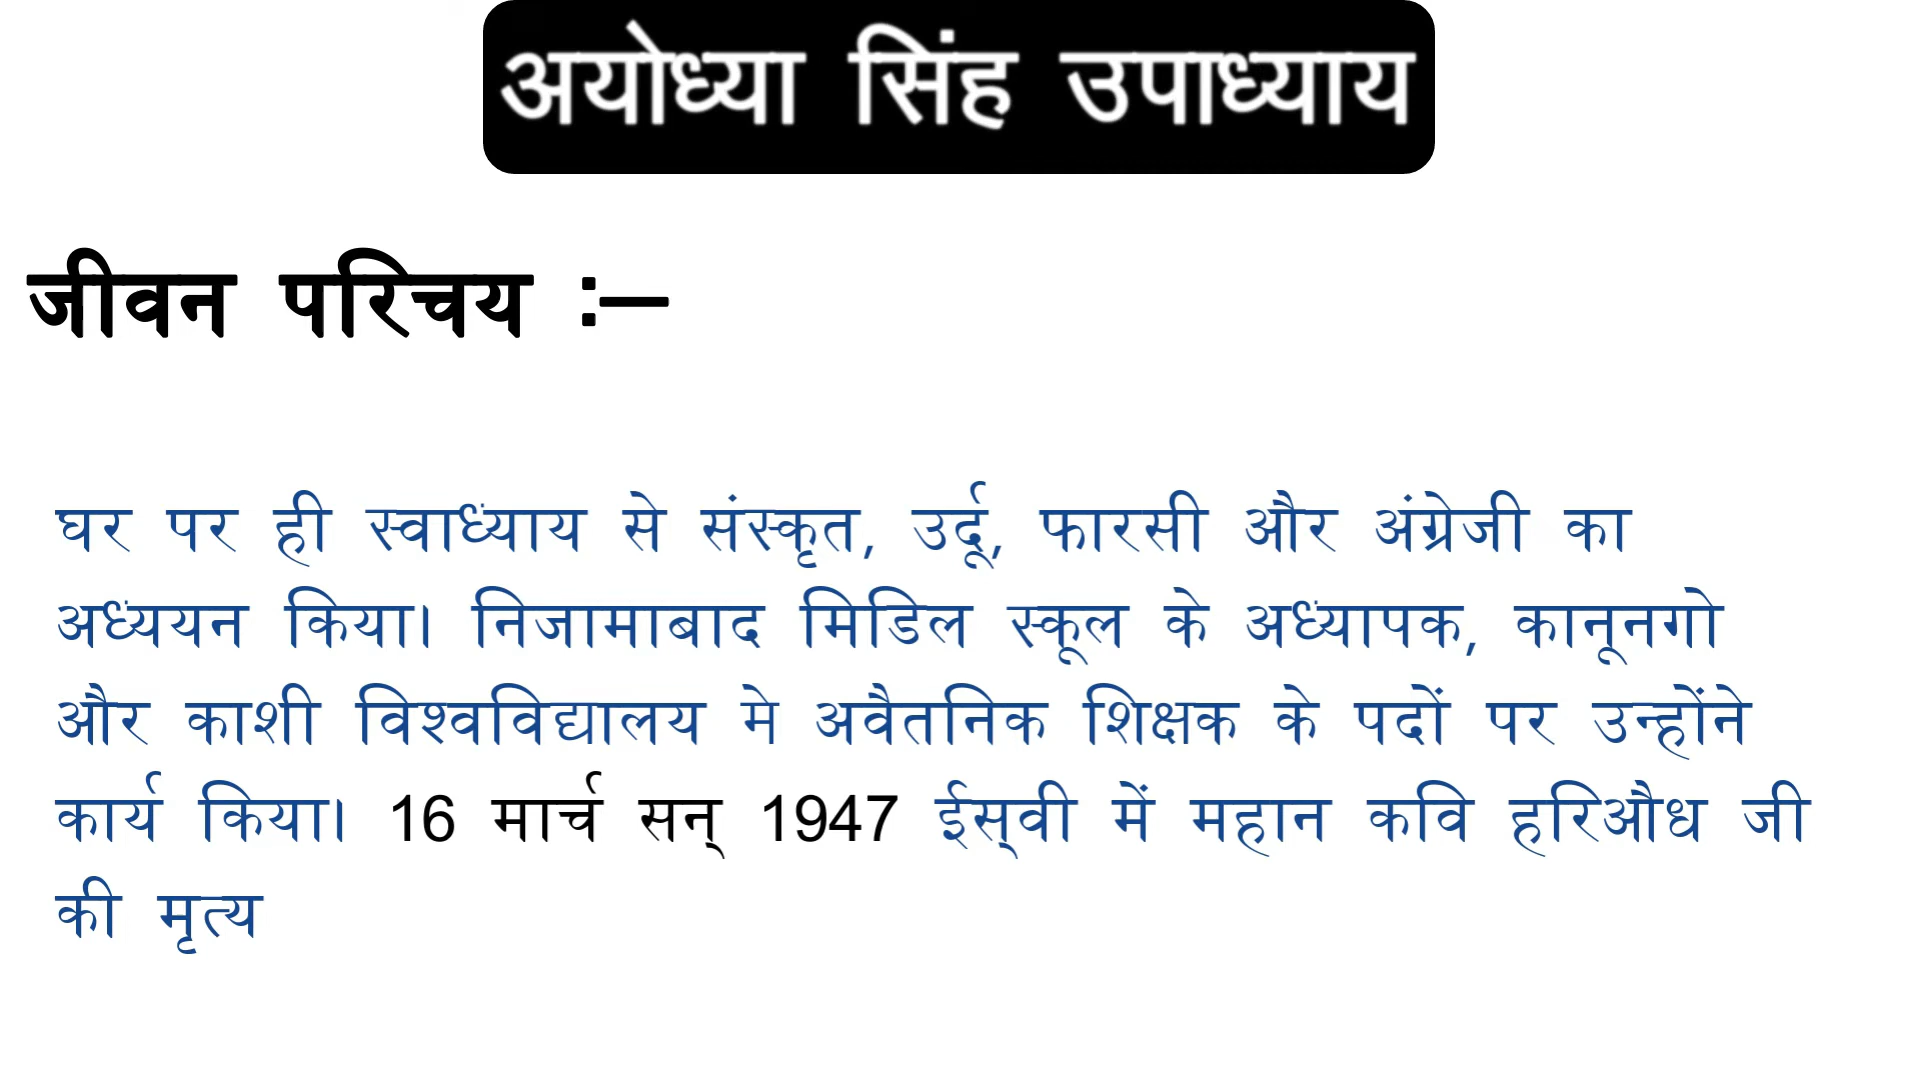 अयोध्या सिंह उपाध्याय
जीवन परिचय :–
घर पर ही स्वाध्याय से संस्कृत, उर्दू, फारसी और अंग्रेजी का
अध्ययन किया। निजामाबाद मिडिल स्कूल के अध्यापक, कानूनगो
और काशी विश्वविद्यालय मे अवैतनिक शिक्षक के पदों पर उन्होंने
कार्य किया। 16 मार्च सन् 1947 ईस्‌वी में महान कवि हरिऔध जी
की मृत्य